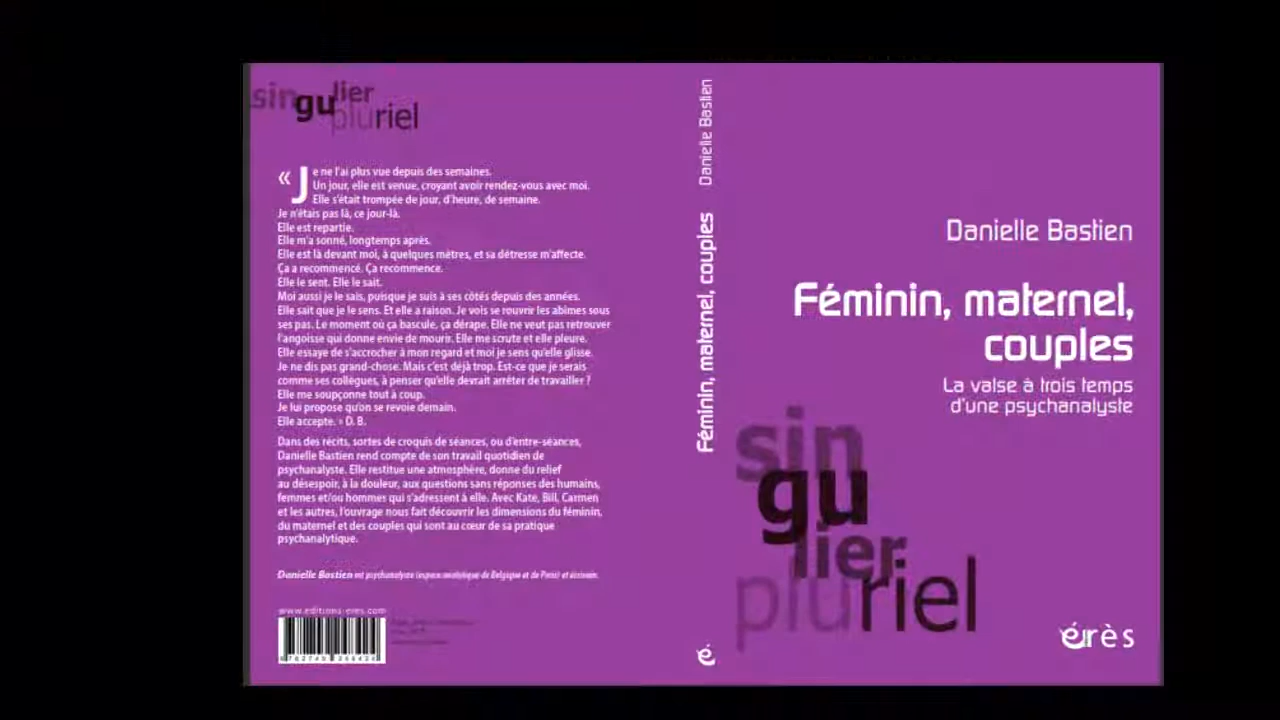 singulier
pluriel
« Je ne l'ai plus vue depuis des semaines.
Un jour, elle est venue, croyant avoir rendez-vous avec moi.
Elle s'était trompée de jour, d'heure, de semaine.
Je n'étais pas là, ce jour-là.
Elle est repartie.
Elle m'a sonné, longtemps après.
Elle est là devant moi, à quelques mètres, et sa détresse m'affecte.
Ça a recommencé. Ça recommence.
Elle le sent. Elle le sait.
Moi aussi je le sais, puisque je suis à ses côtés depuis des années.
Elle sait que je le sens. Et elle a raison. Je vois se rouvrir les abîmes sous
ses pas. Le moment où ça bascule, ça dérape. Elle ne veut pas retrouver
l'angoisse qui donne envie de mourir. Elle me scrute et elle pleure.
Elle essaye de s'accrocher à mon regard et moi je sens qu'elle glisse.
Je ne dis pas grand-chose. Mais c'est déjà trop. Est-ce que je serais
comme ses collègues, à penser qu'elle devrait arrêter de travailler ?
Elle me soupçonne tout à coup.
Je lui propose qu'on se revoie demain.
Elle accepte. » D. B.
Dans des récits, sortes de croquis de séances, ou d'entre-séances,
Danielle Bastien rend compte de son travail quotidien de
psychanalyste. Elle restitue une atmosphère, donne du relief
au désespoir, à la douleur, aux questions sans réponses des humains,
femmes et/ou hommes qui s'adressent à elle. Avec Kate, Bill, Carmen
et les autres, l'ouvrage nous fait découvrir les dimensions du féminin,
du maternel et des couples qui sont au cœur de sa pratique
psychanalytique.
Danielle Bastien est psychanalyste (espace analytique de Belgique et de Paris) et écrivain.
www.editions-eres.com
Danielle Bastien
Féminin, maternel, couples
é.
Danielle Bastien
Féminin, maternel,
couples
La valse à trois temps
d'une psychanalyste
sin
gu
lier
pluriel
érès